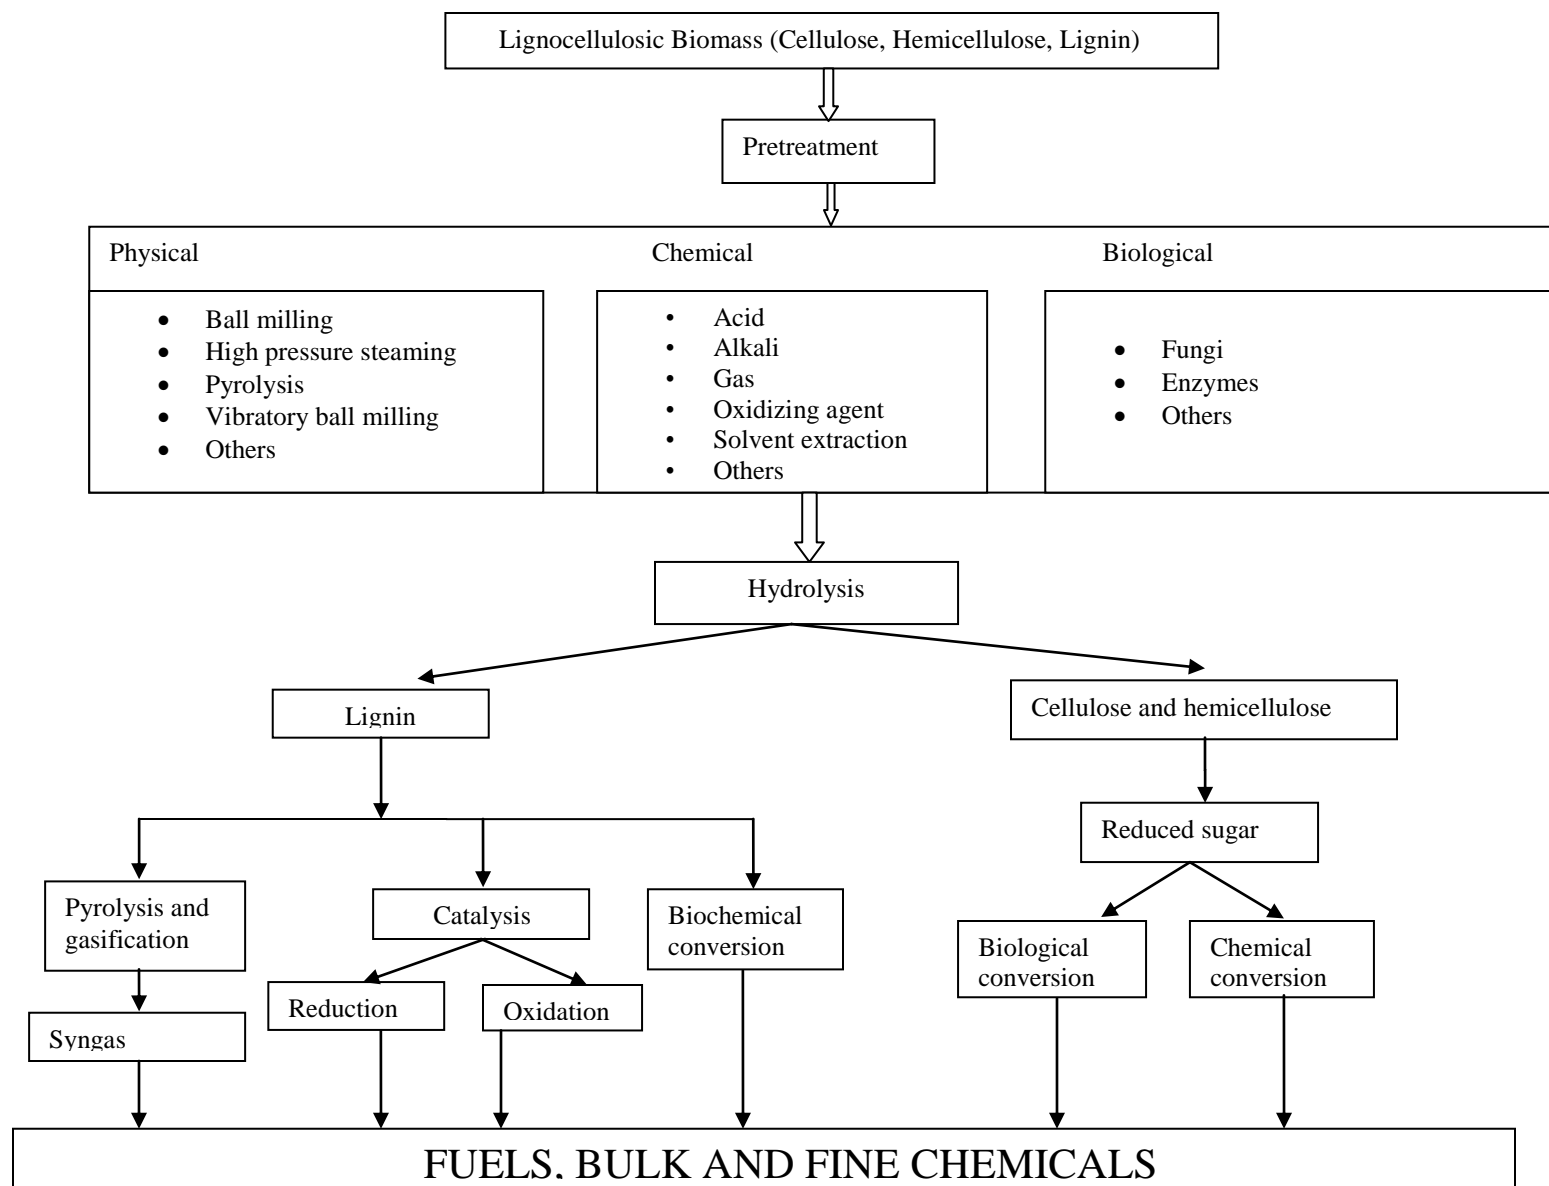 Lignocellulosic Biomass (Cellulose, Hemicellulose, Lignin)
Pretreatment
Physical
Chemical
Biological
• Ball milling
• High pressure steaming
• Pyrolysis
• Vibratory ball milling
• Others
• Acid
• Alkali
• Gas
• Oxidizing agent
• Solvent extraction
• Others
• Fungi
• Enzymes
• Others
Hydrolysis
Lignin
Cellulose and hemicellulose
Reduced sugar
Pyrolysis and
gasification
Catalysis
Biochemical
conversion
Biological
conversion
Chemical
conversion
Reduction
Oxidation
Syngas
FUELS, BULK AND FINE CHEMICALS